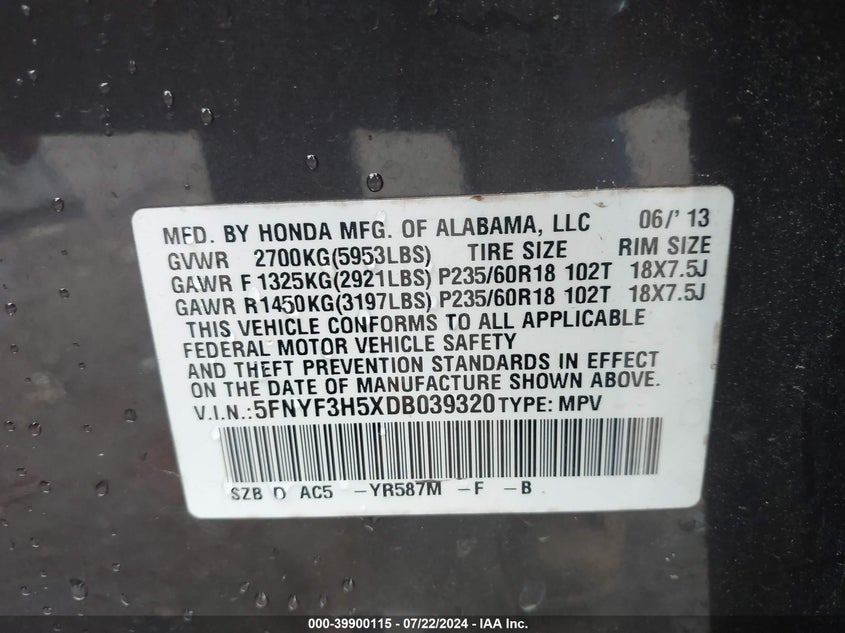 MFD. BY HONDA MFG. OF ALABAMA, LLC 06/'13
GVWR 2700KG(5953LBS) TIRE SIZE RIM SIZE
GAWR F 1325KG(2921LBS) P235/60R18 102T 18X7.5J
GAWR R1450KG(3197LBS) P235/60R18 102T 18X7.5J
THIS VEHICLE CONFORMS TO ALL APPLICABLE
FEDERAL MOTOR VEHICLE SAFETY
AND THEFT PREVENTION STANDARDS IN EFFECT
ON THE DATE OF MANUFACTURE SHOWN ABOVE.
V.I.N.:5FNYF3H5XDB039320 TYPE: MPV
SZB D AC5 -YR587M -F -B
000-39900115 - 07/22/2024 - IAA Inc.